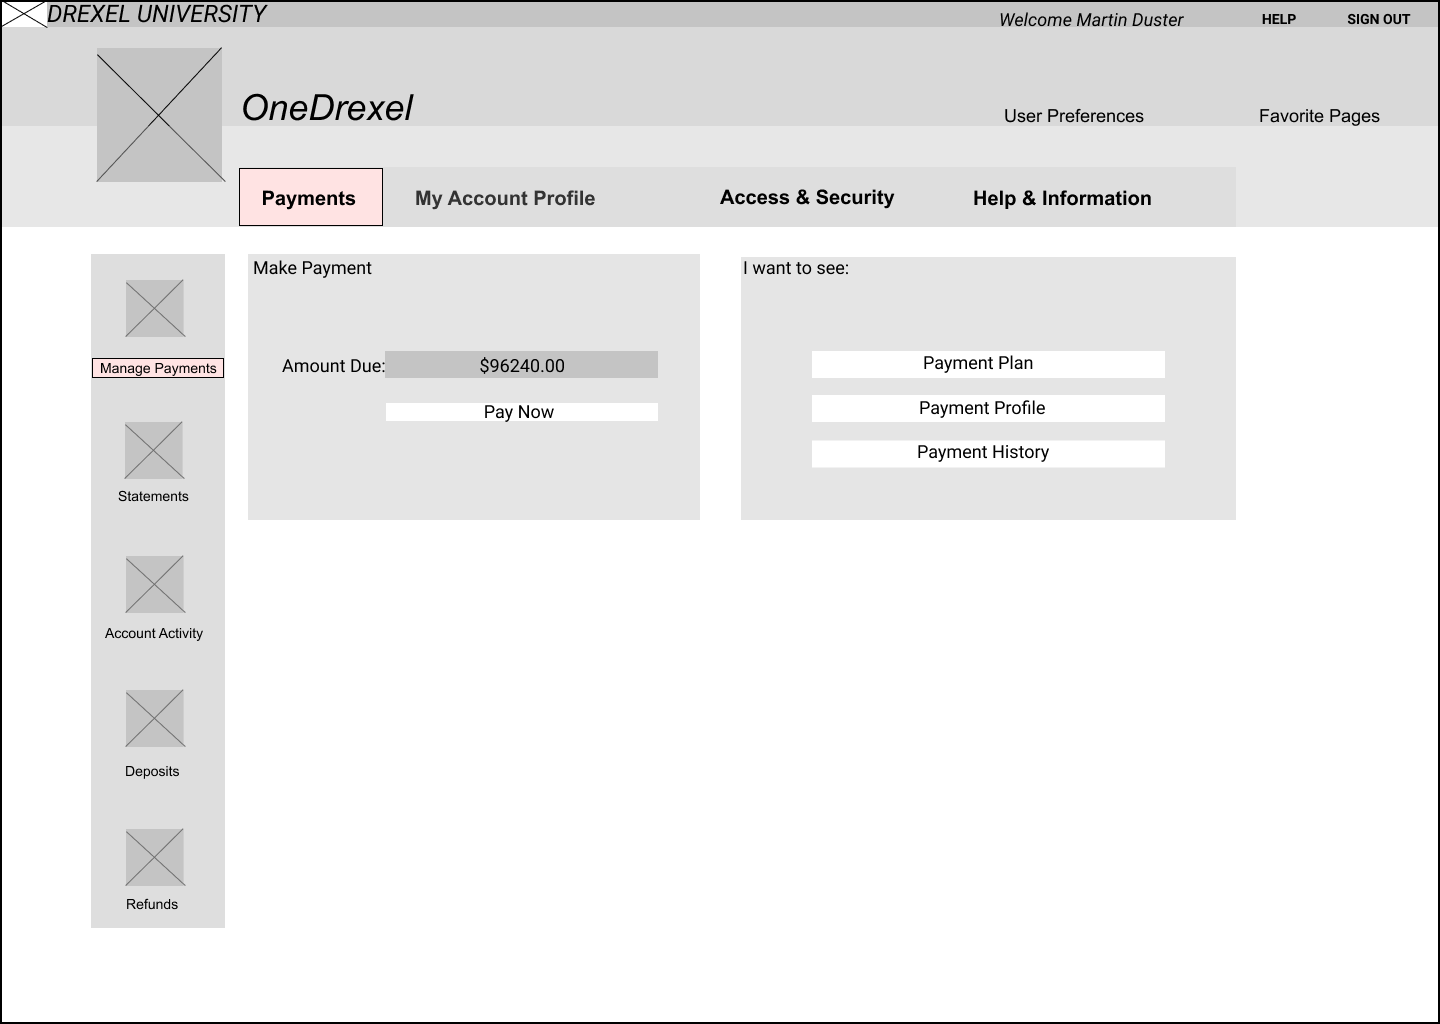 DREXEL UNIVERSITY
Welcome Martin Duster
HELP
SIGN OUT
OneDrexel
User Preferences
Favorite Pages
Payments
My Account Profile
Access & Security
Help & Information
Manage Payments
Statements
Account Activity
Deposits
Refunds
Make Payment
Amount Due: $96240.00
Pay Now
I want to see:
Payment Plan
Payment Profile
Payment History